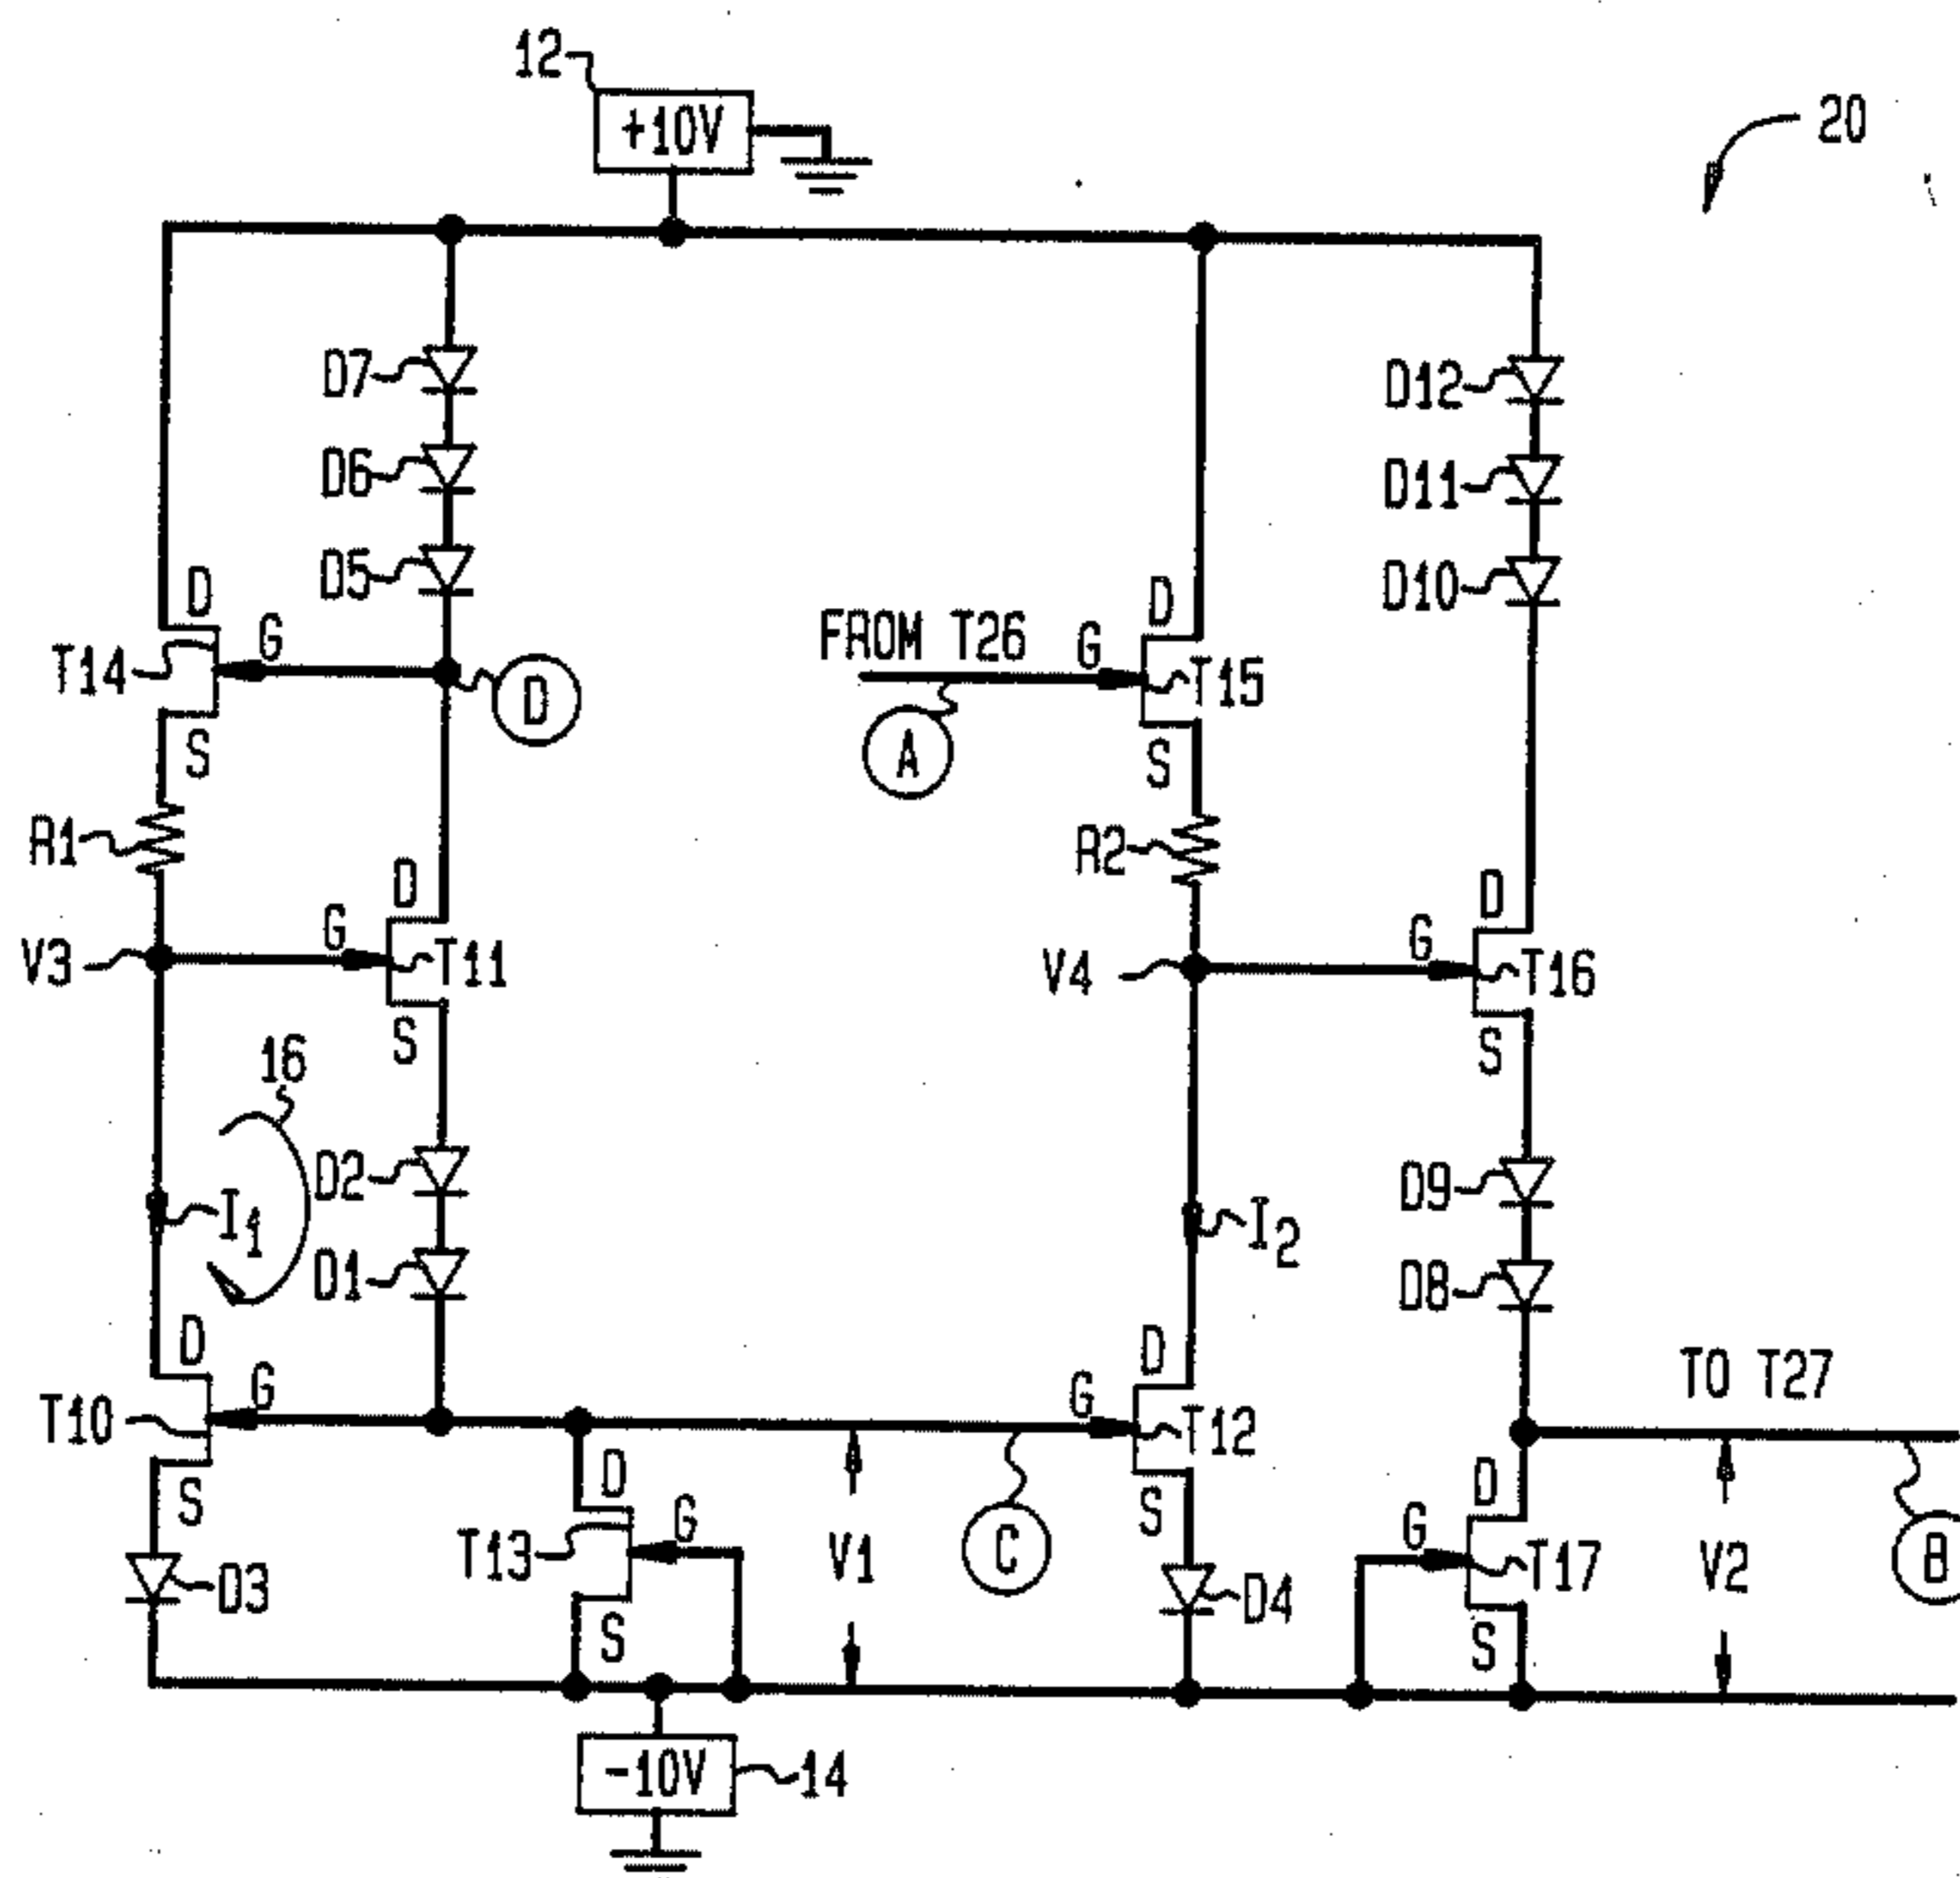 12
+10V
20
D7
D12
D6
D11
D5
D10
D
G
D
T14
FROM T26
G
T15
D
A
S
S
R1
R2
D
D
G
G
V3
T11
V4
T16
S
S
16
D2
D9
I1
I2
D1
D8
D
D
TO T27
G
G
T10
T12
D
D
S
G
S
G
T13
V1
C
T17
V2
B
D3
D4
S
S
-10V
14